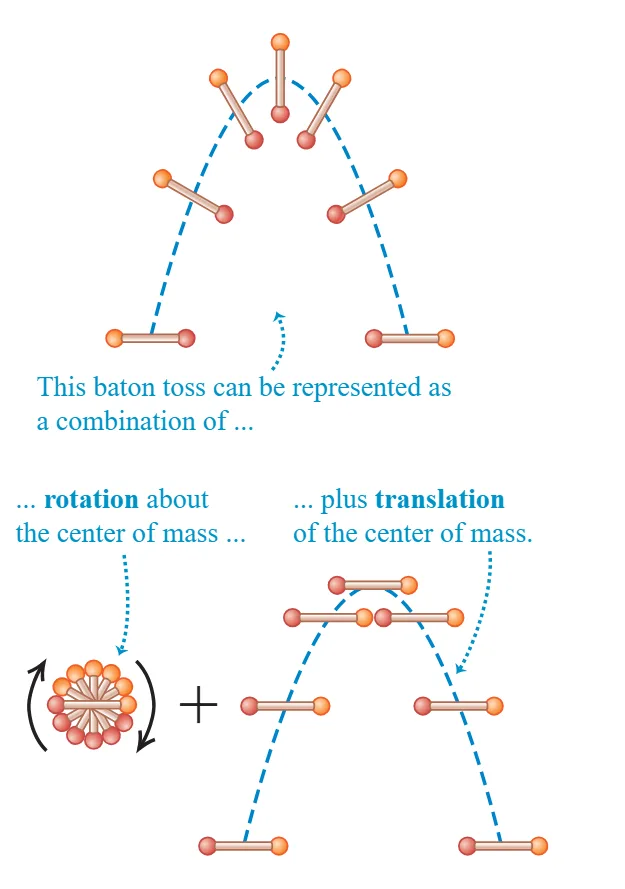 This baton toss can be represented as
a combination of ...
... rotation about
the center of mass ...
... plus translation
of the center of mass.
+